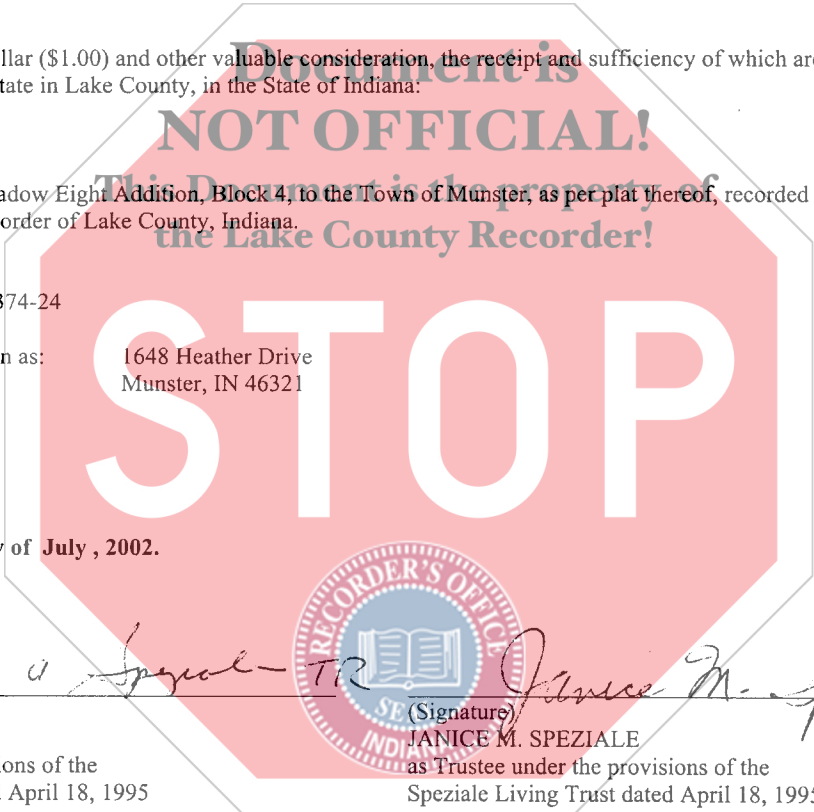 llar ($1.00) and other valuable consideration, the receipt and sufficiency of which are
Document is
tate in Lake County, in the State of Indiana:
NOT OFFICIAL!
This Document is the property of
adow Eight Addition, Block 4, to the Town of Munster, as per plat thereof, recorded
the Lake County Recorder!
order of Lake County, Indiana.
374-24
STOP
n as: 1648 Heather Drive
Munster, IN 46321
y of July , 2002.
RECORDER'S OFFICE
a Speziale TR
Janice M.
SEAL
INDIANA
(Signature)
JANICE M. SPEZIALE
ions of the
as Trustee under the provisions of the
April 18, 1995
Speziale Living Trust dated April 18, 1995